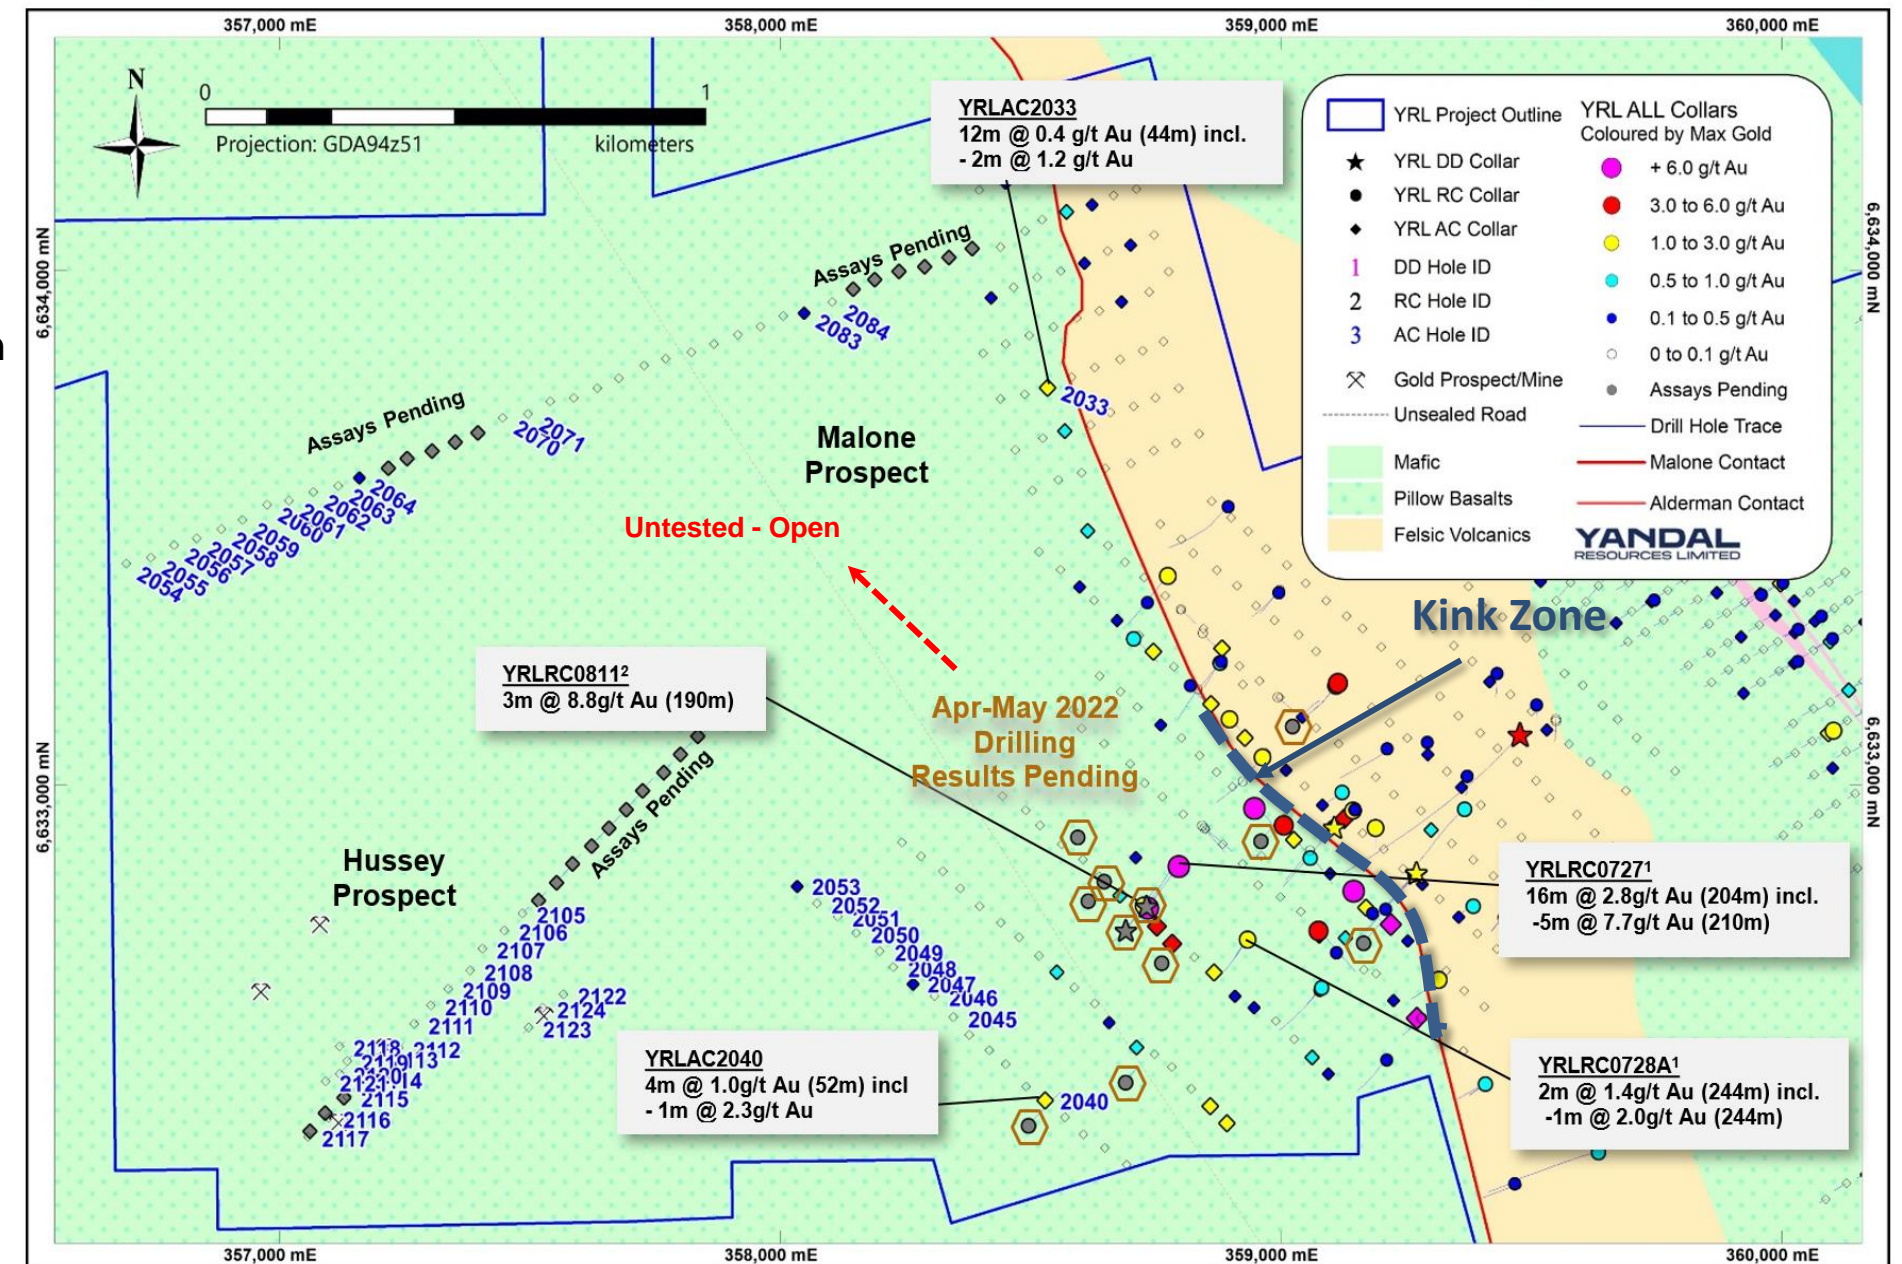 357,000 mE
358,000 mE
359,000 mE
360,000 mE
N
0
1
Projection: GDA94z51
kilometers
YRLAC2033
12m @ 0.4 g/t Au (44m) incl.
- 2m @ 1.2 g/t Au
YRL Project Outline
YRL DD Collar
YRL RC Collar
YRL AC Collar
1 DD Hole ID
2 RC Hole ID
3 AC Hole ID
Gold Prospect/Mine
Unsealed Road
Mafic
Pillow Basalts
Felsic Volcanics
YRL ALL Collars
Coloured by Max Gold
+ 6.0 g/t Au
3.0 to 6.0 g/t Au
1.0 to 3.0 g/t Au
0.5 to 1.0 g/t Au
0.1 to 0.5 g/t Au
0 to 0.1 g/t Au
Assays Pending
Drill Hole Trace
Malone Contact
Alderman Contact
YANDAL
RESOURCES LIMITED
6,634,000 mN
6,634,000 mN
Assays Pending
2084
2083
2033
Assays Pending
2071
2070
Malone
Prospect
2064
2063
2062
2061
2060
2059
2058
2057
2056
2055
2054
Untested - Open
Kink Zone
YRLRC0811²
3m @ 8.8g/t Au (190m)
Apr-May 2022
Drilling
Results Pending
6,633,000 mN
6,633,000 mN
Assays Pending
Hussey
Prospect
2053
2052
2051
2050
2049
2048
2047
2046
2045
2105
2106
2107
2108
2109
2110
2111
2112
2122
2124
2123
2118
2119
2115
2116
2117
YRLRC0727¹
16m @ 2.8g/t Au (204m) incl.
-5m @ 7.7g/t Au (210m)
YRLAC2040
4m @ 1.0g/t Au (52m) incl
- 1m @ 2.3g/t Au
2040
YRLRC0728A¹
2m @ 1.4g/t Au (244m) incl.
-1m @ 2.0g/t Au (244m)
357,000 mE
358,000 mE
359,000 mE
360,000 mE